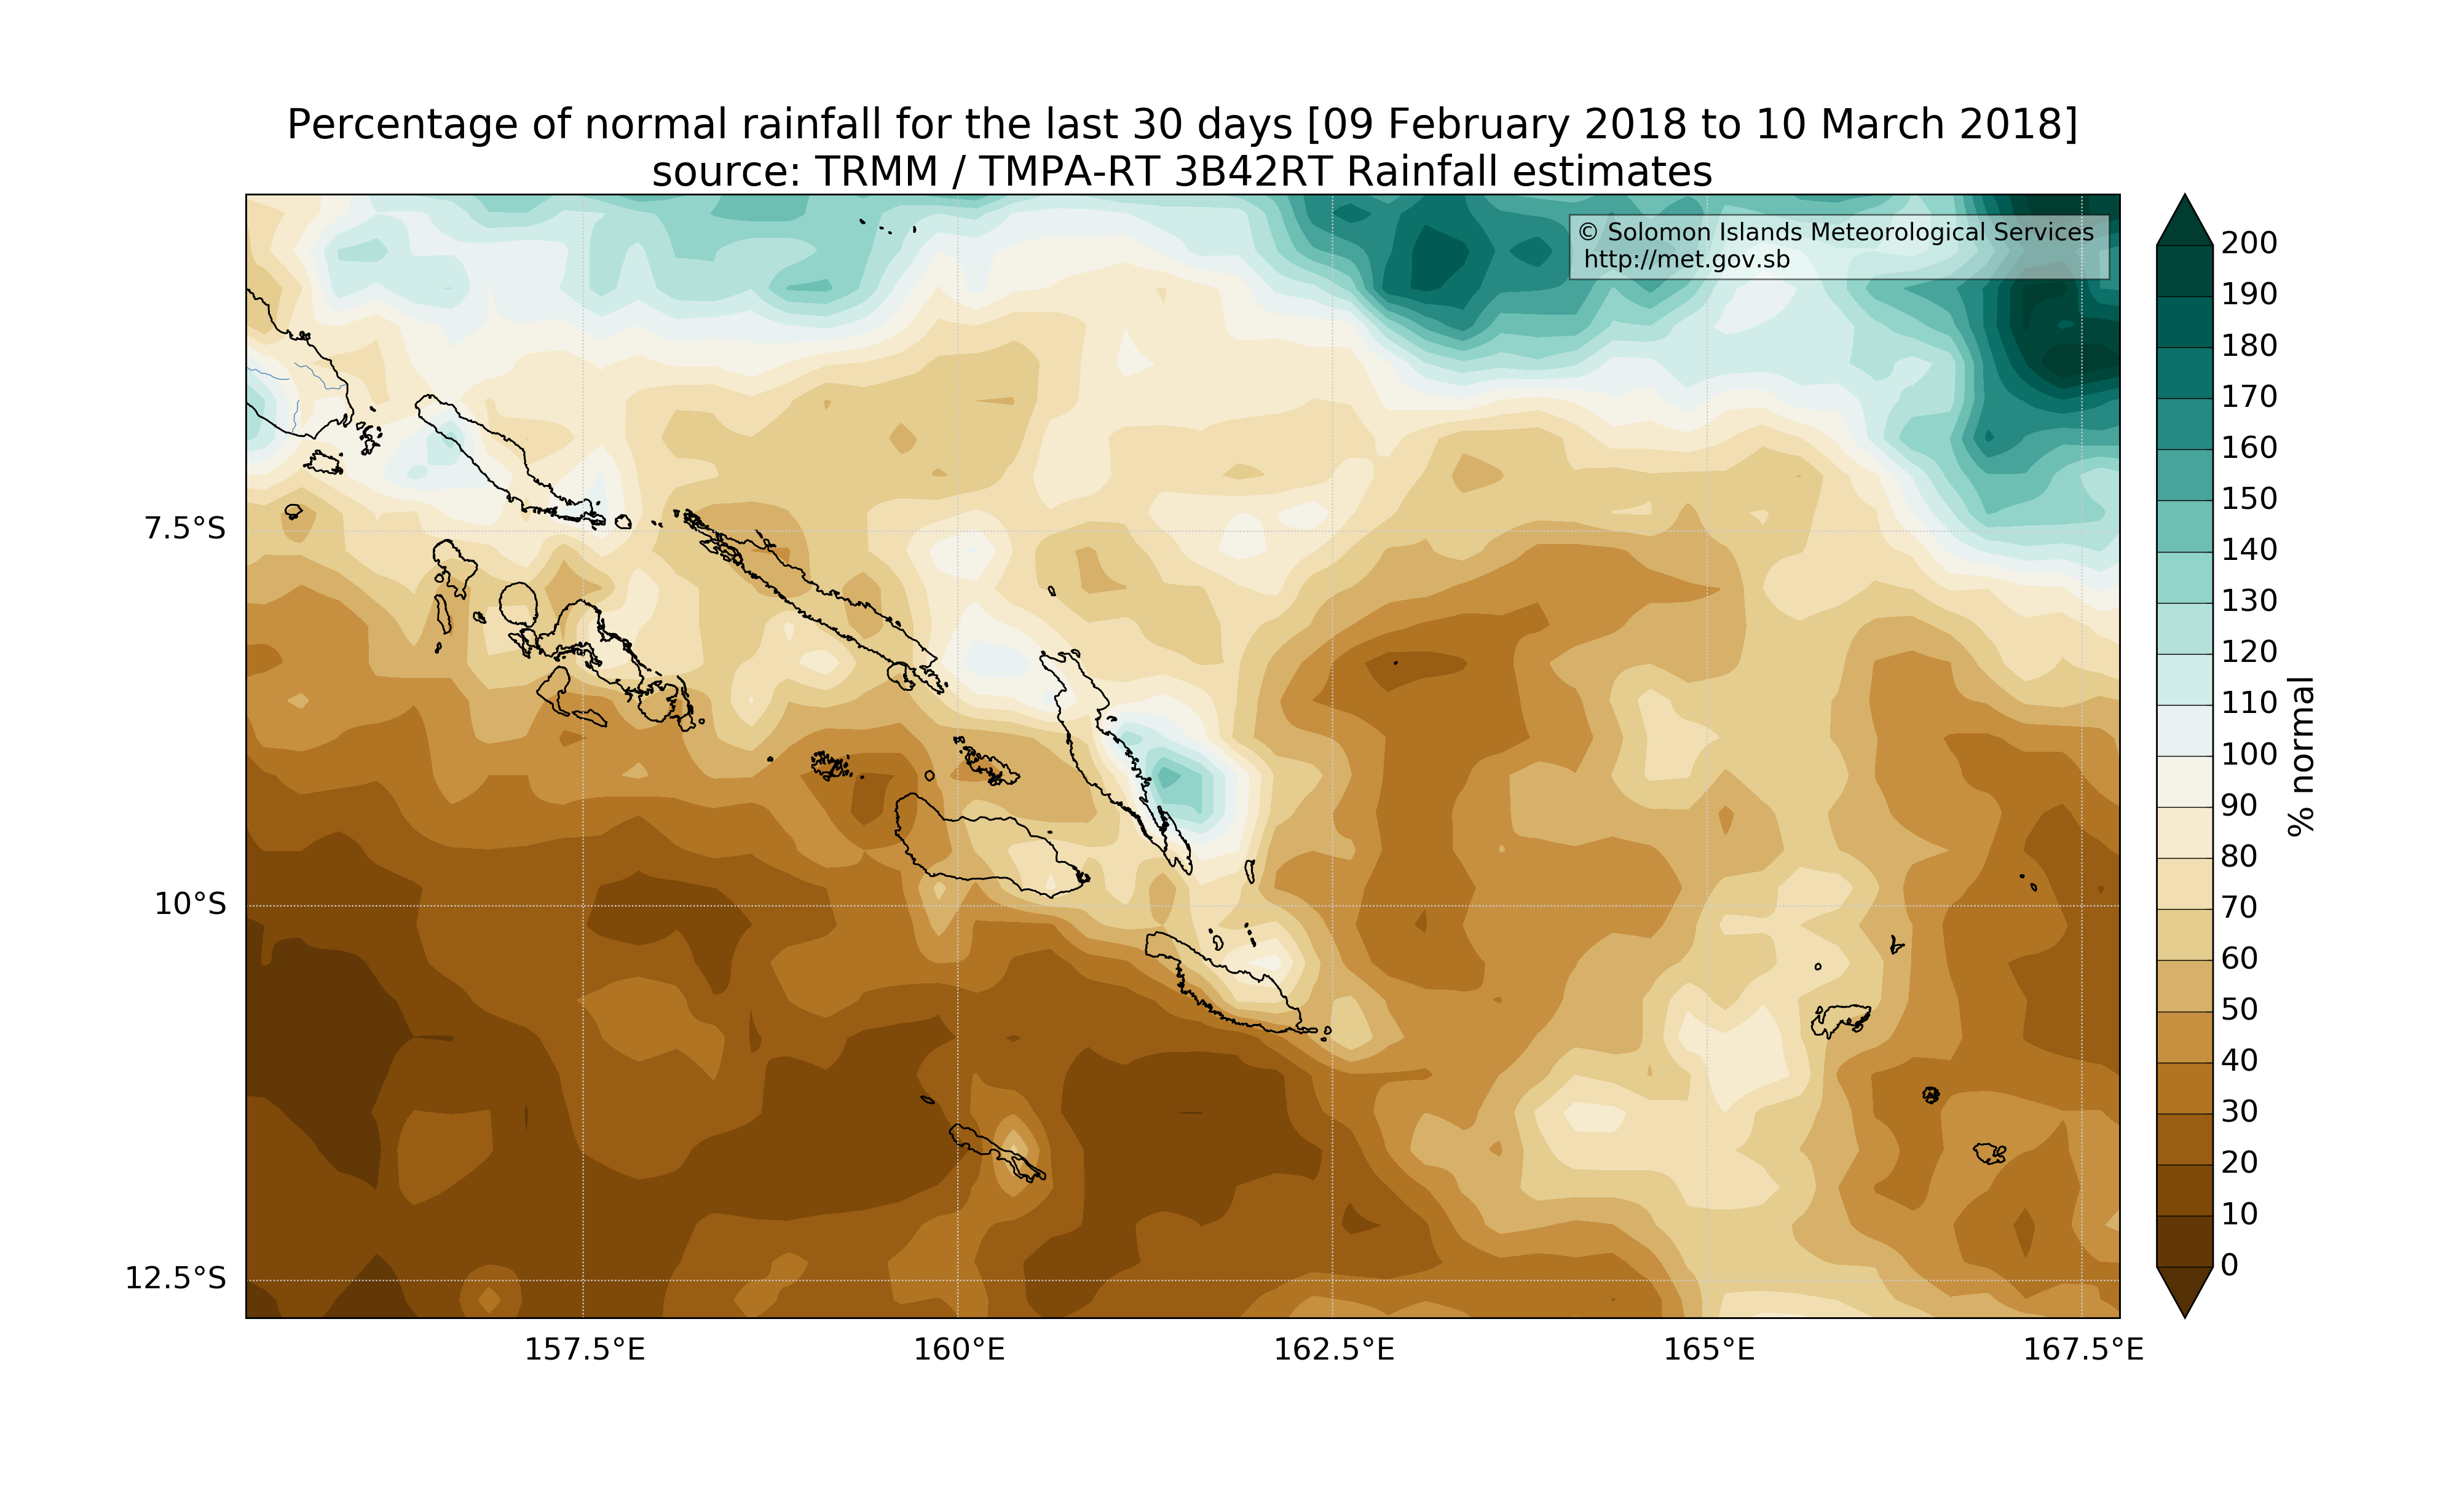 Percentage of normal rainfall for the last 30 days [09 February 2018 to 10 March 2018]
source: TRMM / TMPA-RT 3B42RT Rainfall estimates
© Solomon Islands Meteorological Services
http://met.gov.sb
7.5°S
10°S
12.5°S
157.5°E
160°E
162.5°E
165°E
167.5°E
200
190
180
170
160
150
140
130
120
110
100
90
80
70
60
50
40
30
20
10
0
% normal